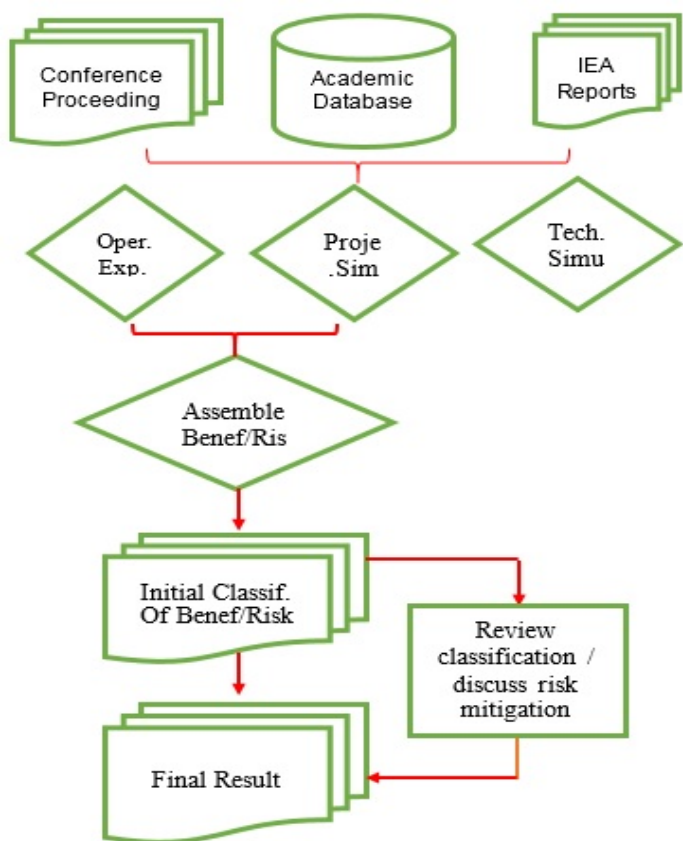 Conference
Proceeding
Academic
Database
IEA
Reports
Oper.
Exp.
Proje
.Sim
Tech.
Simu
Assemble
Benef/Ris
Initial Classif.
Of Benef/Risk
Review
classification /
discuss risk
mitigation
Final Result